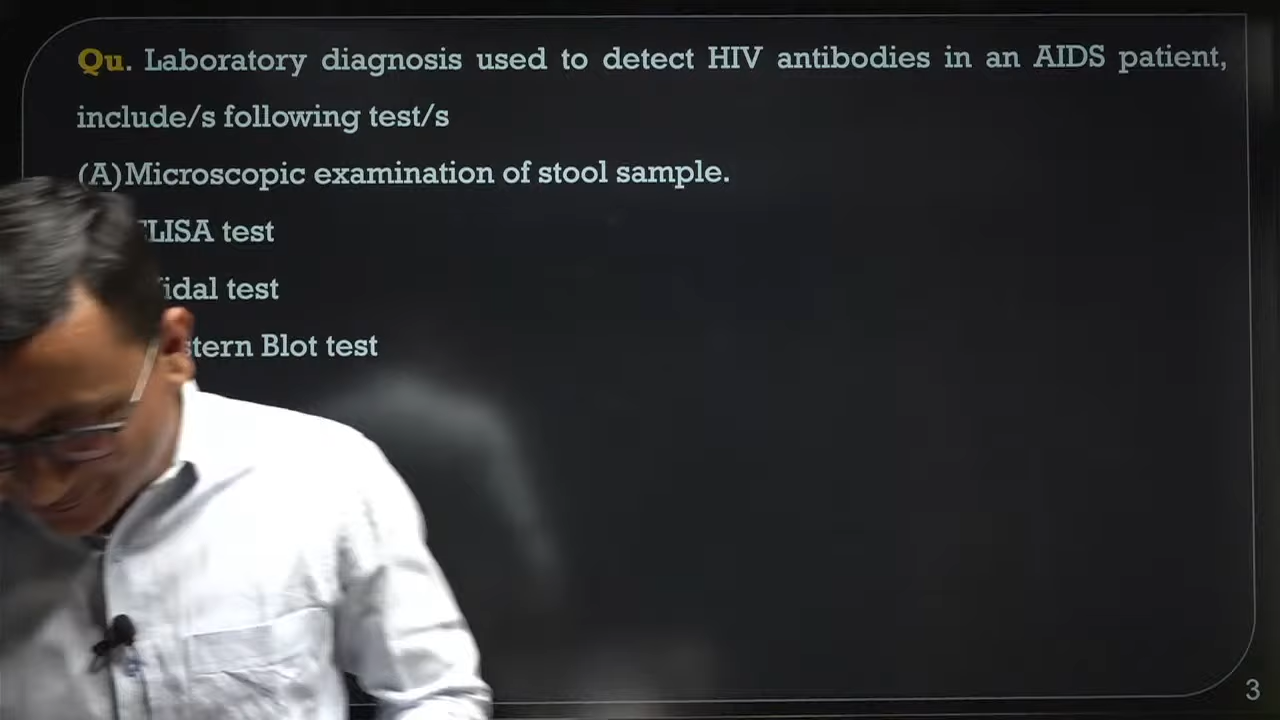 Qu. Laboratory diagnosis used to detect HIV antibodies in an AIDS patient,
include/s following test/s
(A)Microscopic examination of stool sample.
LISA test
idal test
stern Blot test
3